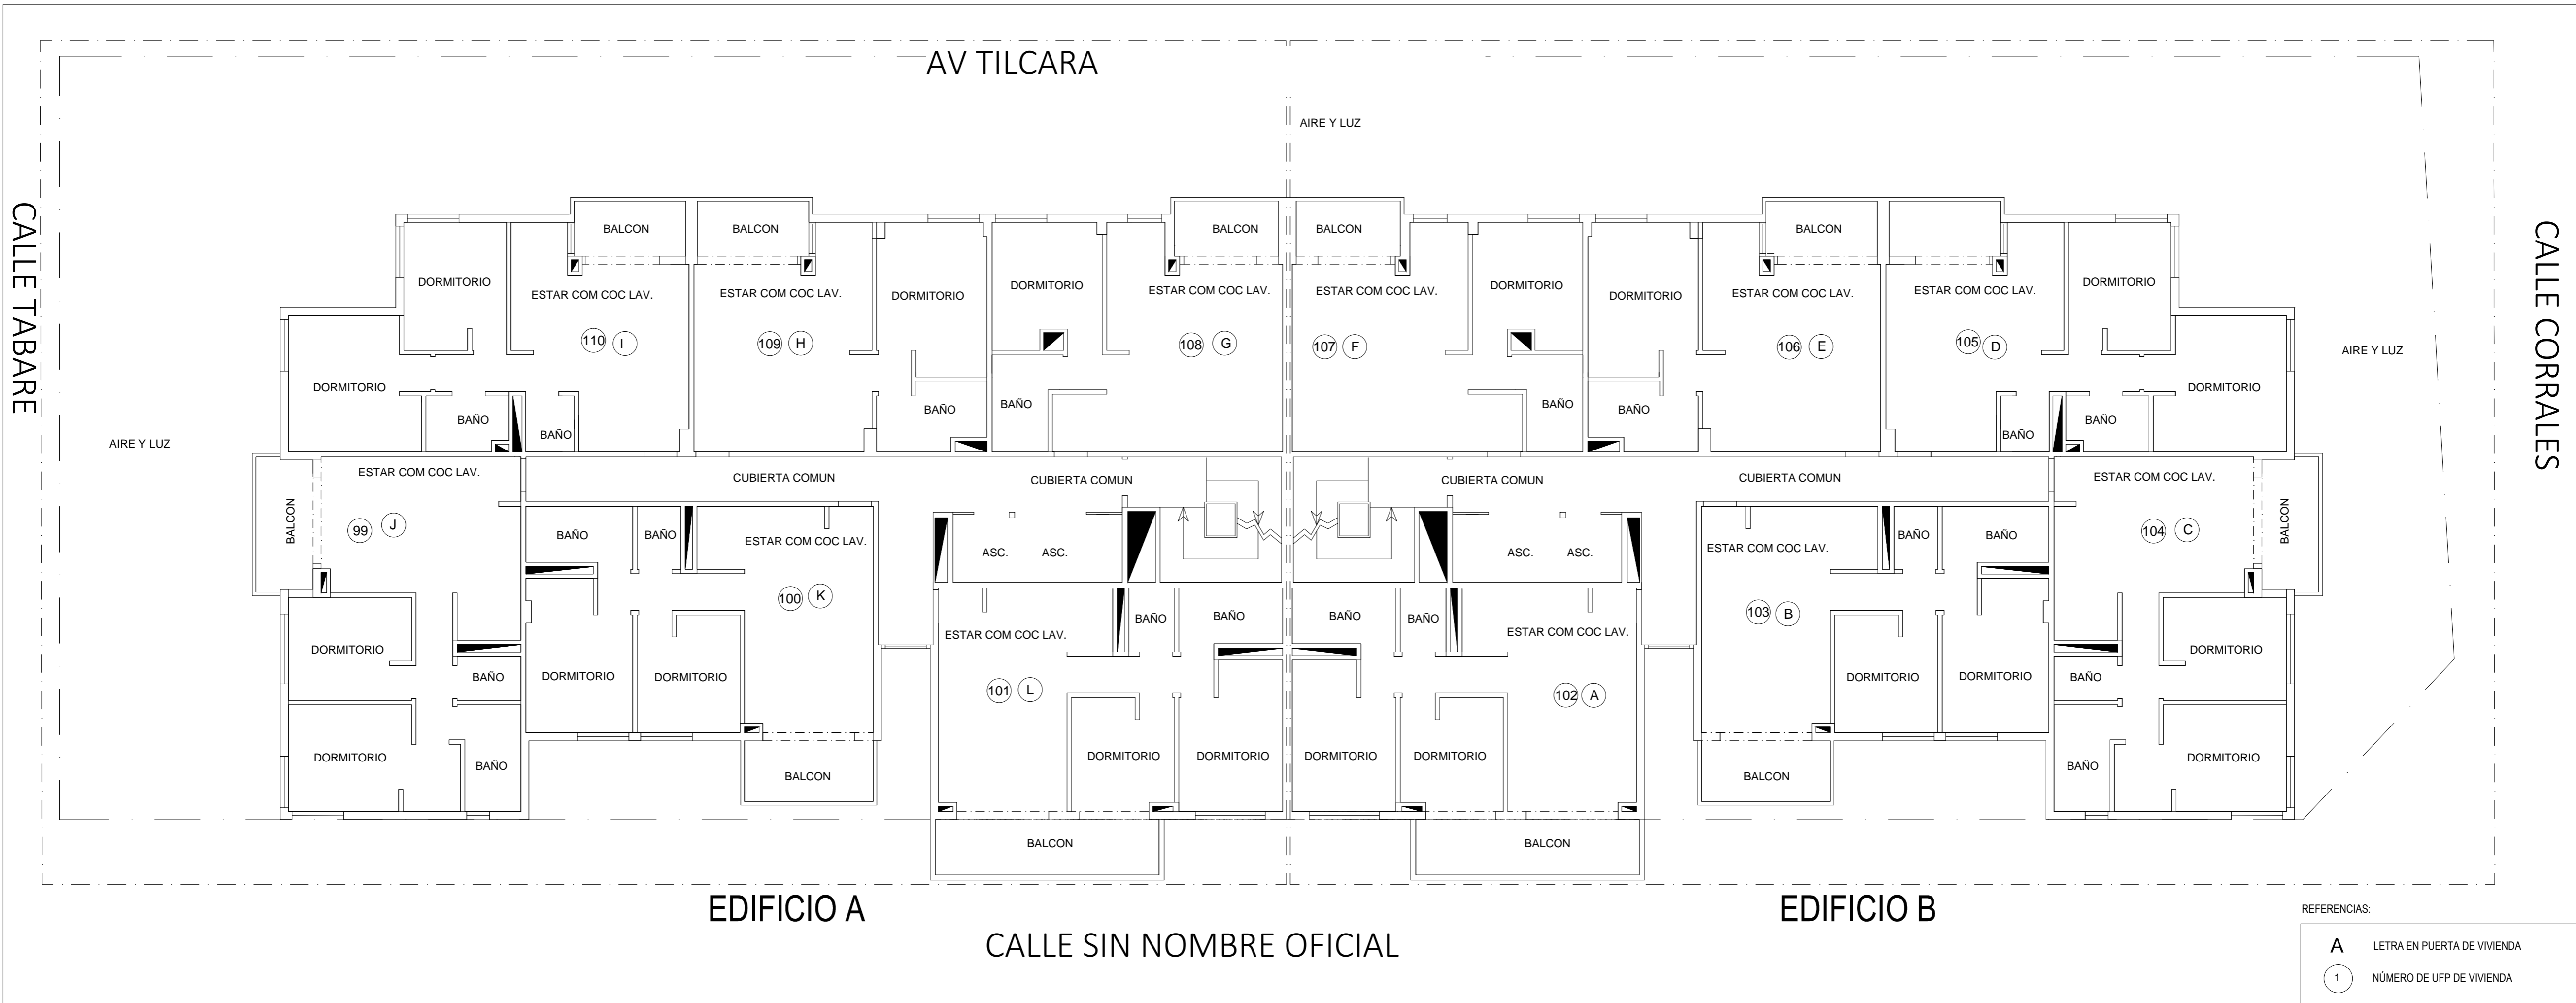 AV TILCARA
AIRE Y LUZ
CALLE TABARE
CALLE CORRALES
BALCON
BALCON
BALCON
BALCON
BALCON
DORMITORIO
ESTAR COM COC LAV.
ESTAR COM COC LAV.
DORMITORIO
DORMITORIO
ESTAR COM COC LAV.
ESTAR COM COC LAV.
DORMITORIO
DORMITORIO
ESTAR COM COC LAV.
ESTAR COM COC LAV.
DORMITORIO
110 I
109 H
108 G
107 F
106 E
105 D
AIRE Y LUZ
DORMITORIO
DORMITORIO
BAÑO
BAÑO
BAÑO
BAÑO
BAÑO
BAÑO
BAÑO
BAÑO
AIRE Y LUZ
ESTAR COM COC LAV.
CUBIERTA COMUN
CUBIERTA COMUN
CUBIERTA COMUN
CUBIERTA COMUN
ESTAR COM COC LAV.
BALCON
99 J
BAÑO
BAÑO
ESTAR COM COC LAV.
ASC.
ASC.
ASC.
ASC.
ESTAR COM COC LAV.
BAÑO
BAÑO
104 C
BALCON
100 K
103 B
ESTAR COM COC LAV.
BAÑO
BAÑO
BAÑO
BAÑO
ESTAR COM COC LAV.
DORMITORIO
BAÑO
DORMITORIO
DORMITORIO
101 L
102 A
DORMITORIO
DORMITORIO
BAÑO
DORMITORIO
DORMITORIO
BAÑO
BALCON
DORMITORIO
DORMITORIO
DORMITORIO
DORMITORIO
BALCON
BAÑO
DORMITORIO
BALCON
BALCON
EDIFICIO A
EDIFICIO B
CALLE SIN NOMBRE OFICIAL
REFERENCIAS:
A LETRA EN PUERTA DE VIVIENDA
1 NÚMERO DE UFP DE VIVIENDA